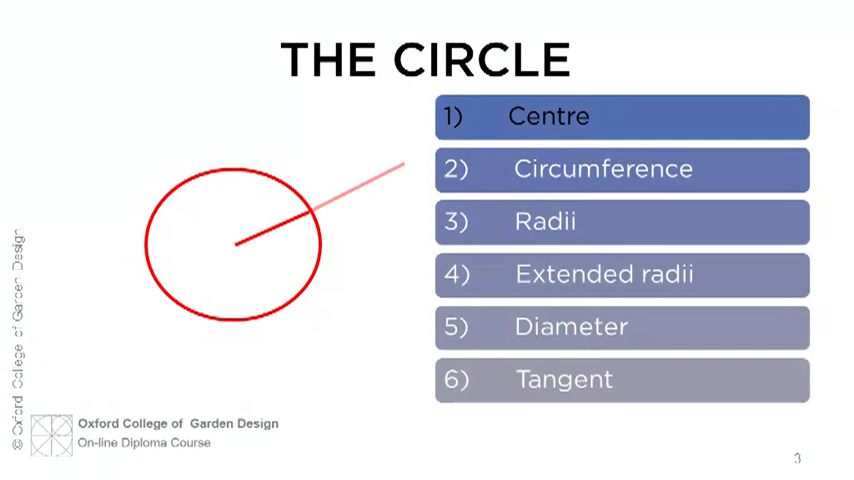 THE CIRCLE
1) Centre
2) Circumference
3) Radii
4) Extended radii
5) Diameter
6) Tangent
© Oxford College of Garden Design
Oxford College of Garden Design
On-line Diploma Course
3